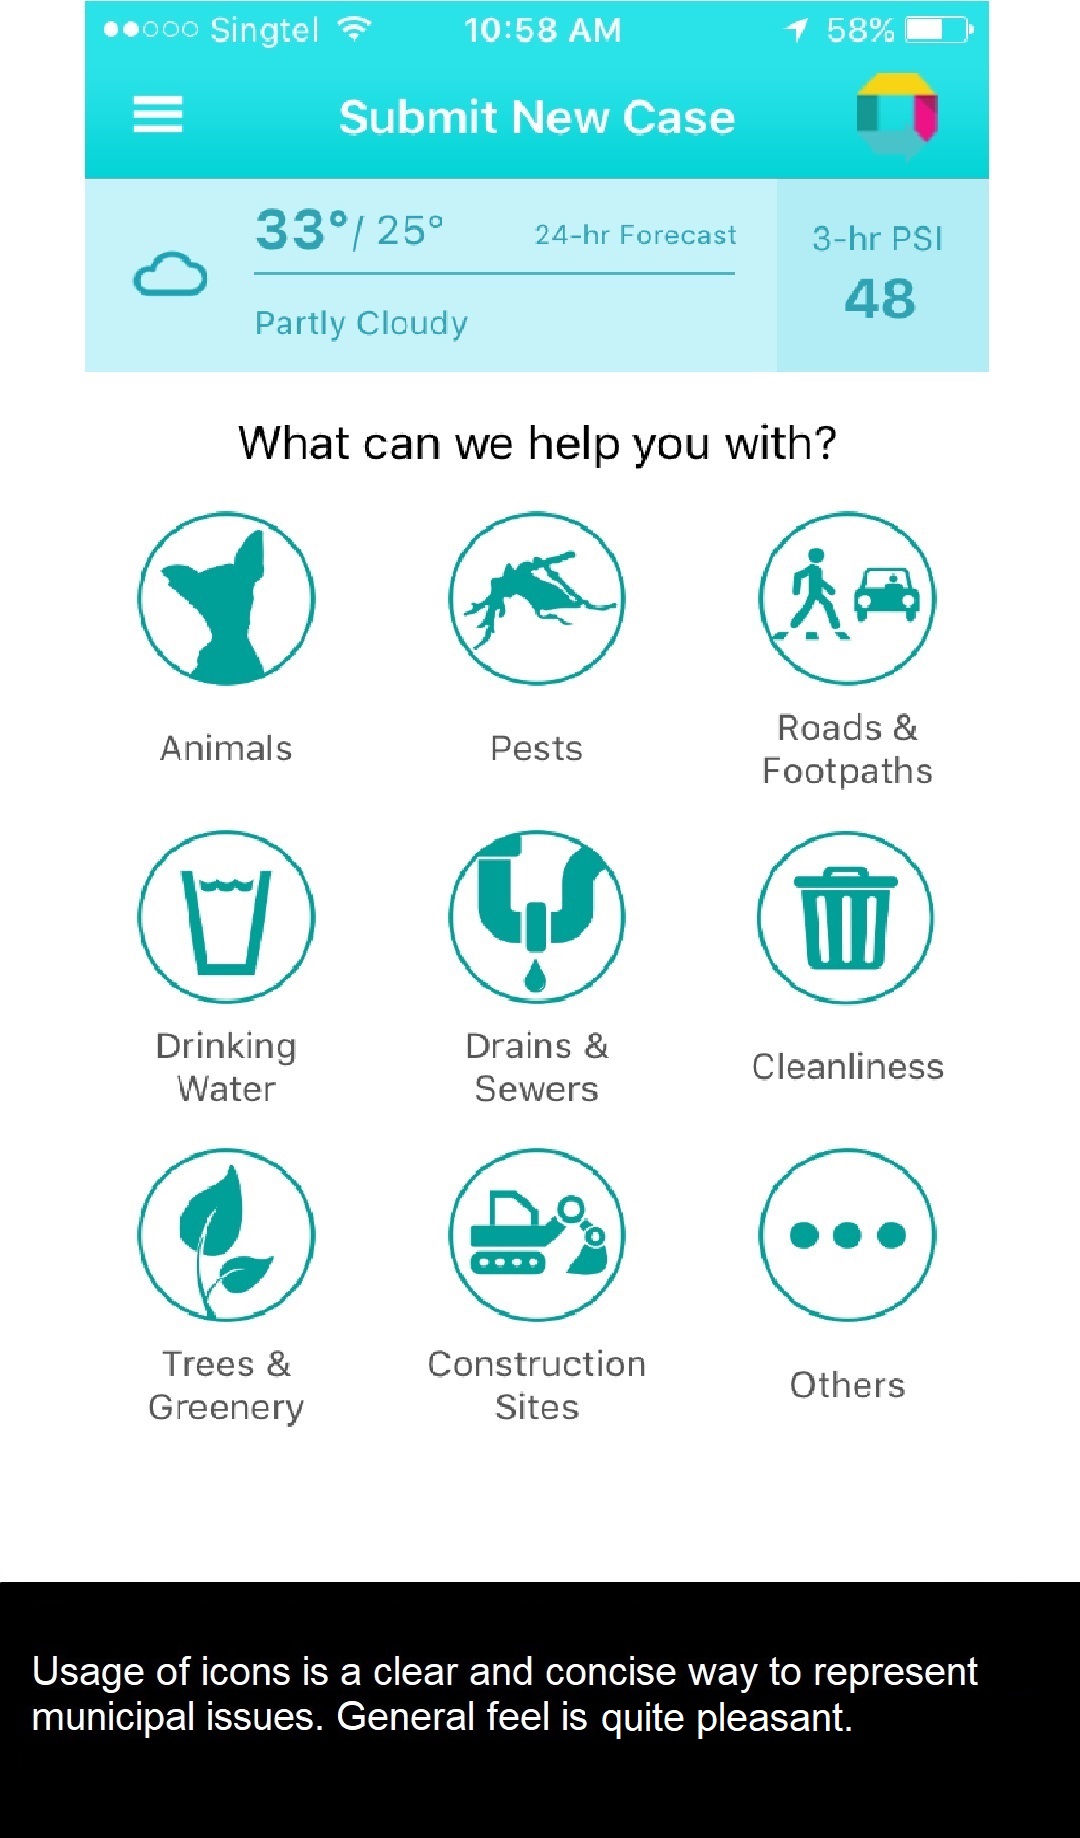 Singtel 10:58 AM 58%
Submit New Case
33°/ 25° 24-hr Forecast
Partly Cloudy
3-hr PSI
48
What can we help you with?
Animals
Pests
Roads &
Footpaths
Drinking
Water
Drains &
Sewers
Cleanliness
Trees &
Greenery
Construction
Sites
Others
Usage of icons is a clear and concise way to represent
municipal issues. General feel is quite pleasant.